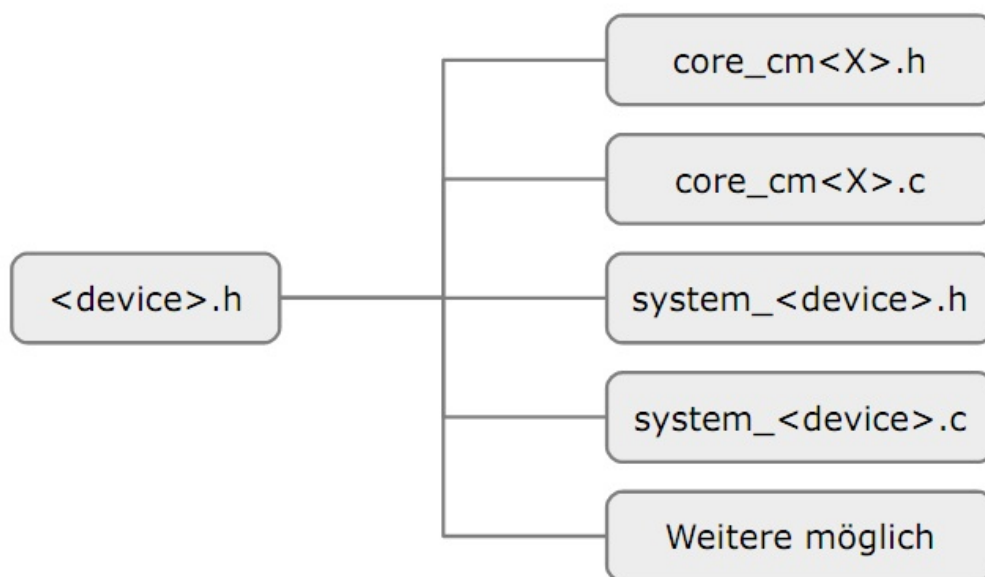 core_cm<X>.h
core_cm<X>.c
<device>.h
system_<device>.h
system_<device>.c
Weitere möglich